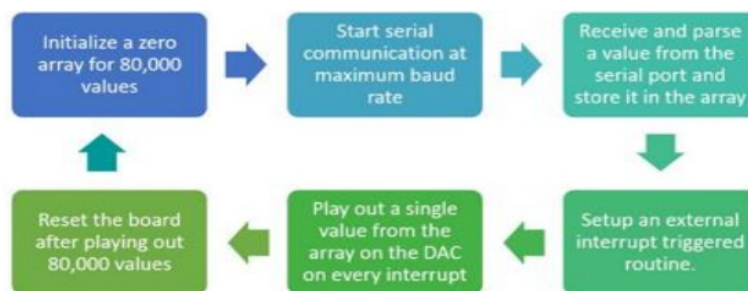 Initialize a zero
array for 80,000
values
Start serial
communication at
maximum baud
rate
Receive and parse
a value from the
serial port and
store it in the array
Setup an external
interrupt triggered
routine.
Play out a single
value from the
array on the DAC
on every interrupt
Reset the board
after playing out
80,000 values